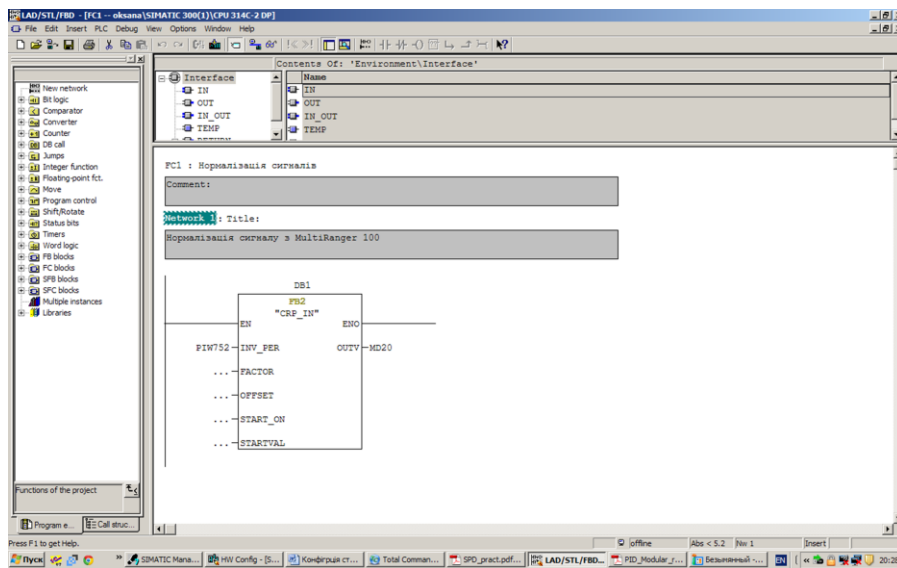 LAD/STL/FBD - [FC1 -- oksana\SIMATIC 300(1)\CPU 314C-2 DP]
File Edit Insert PLC Debug View Options Window Help
Contents Of: 'Environment\Interface'
Interface
IN
OUT
IN_OUT
TEMP
Name
IN
OUT
IN_OUT
TEMP
New network
Bit logic
Comparator
Converter
Counter
DB call
Jumps
Integer function
Floating-point fct.
Move
Program control
Shift/Rotate
Status bits
Timers
Word logic
FB blocks
FC blocks
SFB blocks
SFC blocks
Multiple instances
Libraries
Functions of the project
Program e...
Call struc...
FC1 : Нормалізація сигналів
Comment:
Network 1: Title:
Нормалізація сигналу з MultiRanger 100
DB1
FB2
"CRP_IN"
EN ENO
PIW752 INV_PER OUTV MD20
... FACTOR
... OFFSET
... START_ON
... STARTVAL
Press F1 to get Help.
offline
Abs < 5.2
Nw 1
Insert
Пуск
»
SIMATIC Mana...
HW Config - [S...
Конфігрція ст...
Total Comman...
SPD_pract.pdf...
LAD/STL/FBD...
PID_Modular_r...
Безымянный -...
EN
«
20:28